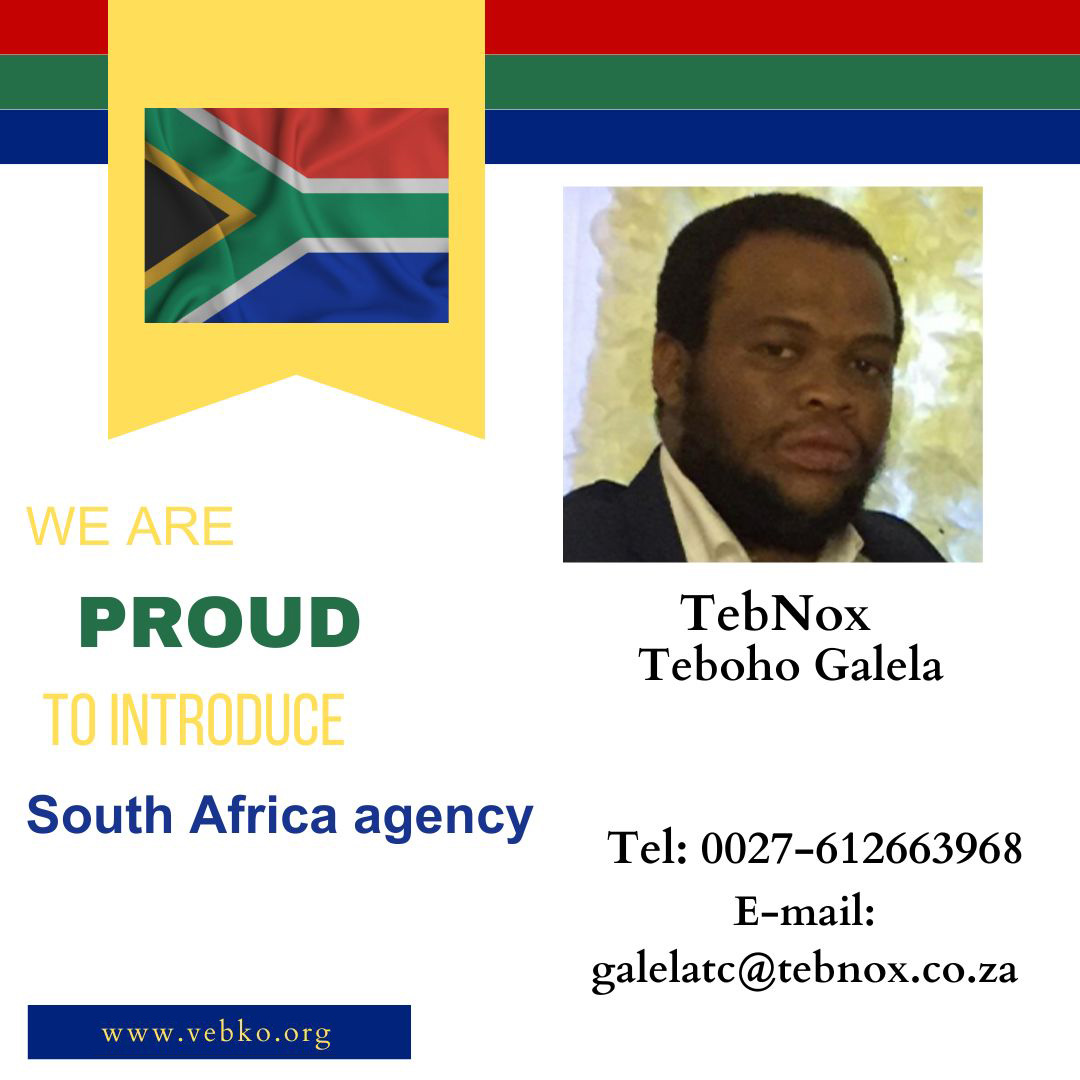 WE ARE
PROUD
TO INTRODUCE
South Africa agency
TebNox
Teboho Galela
Tel: 0027-612663968
E-mail:
galelatc@tebnox.co.za
www.vebko.org